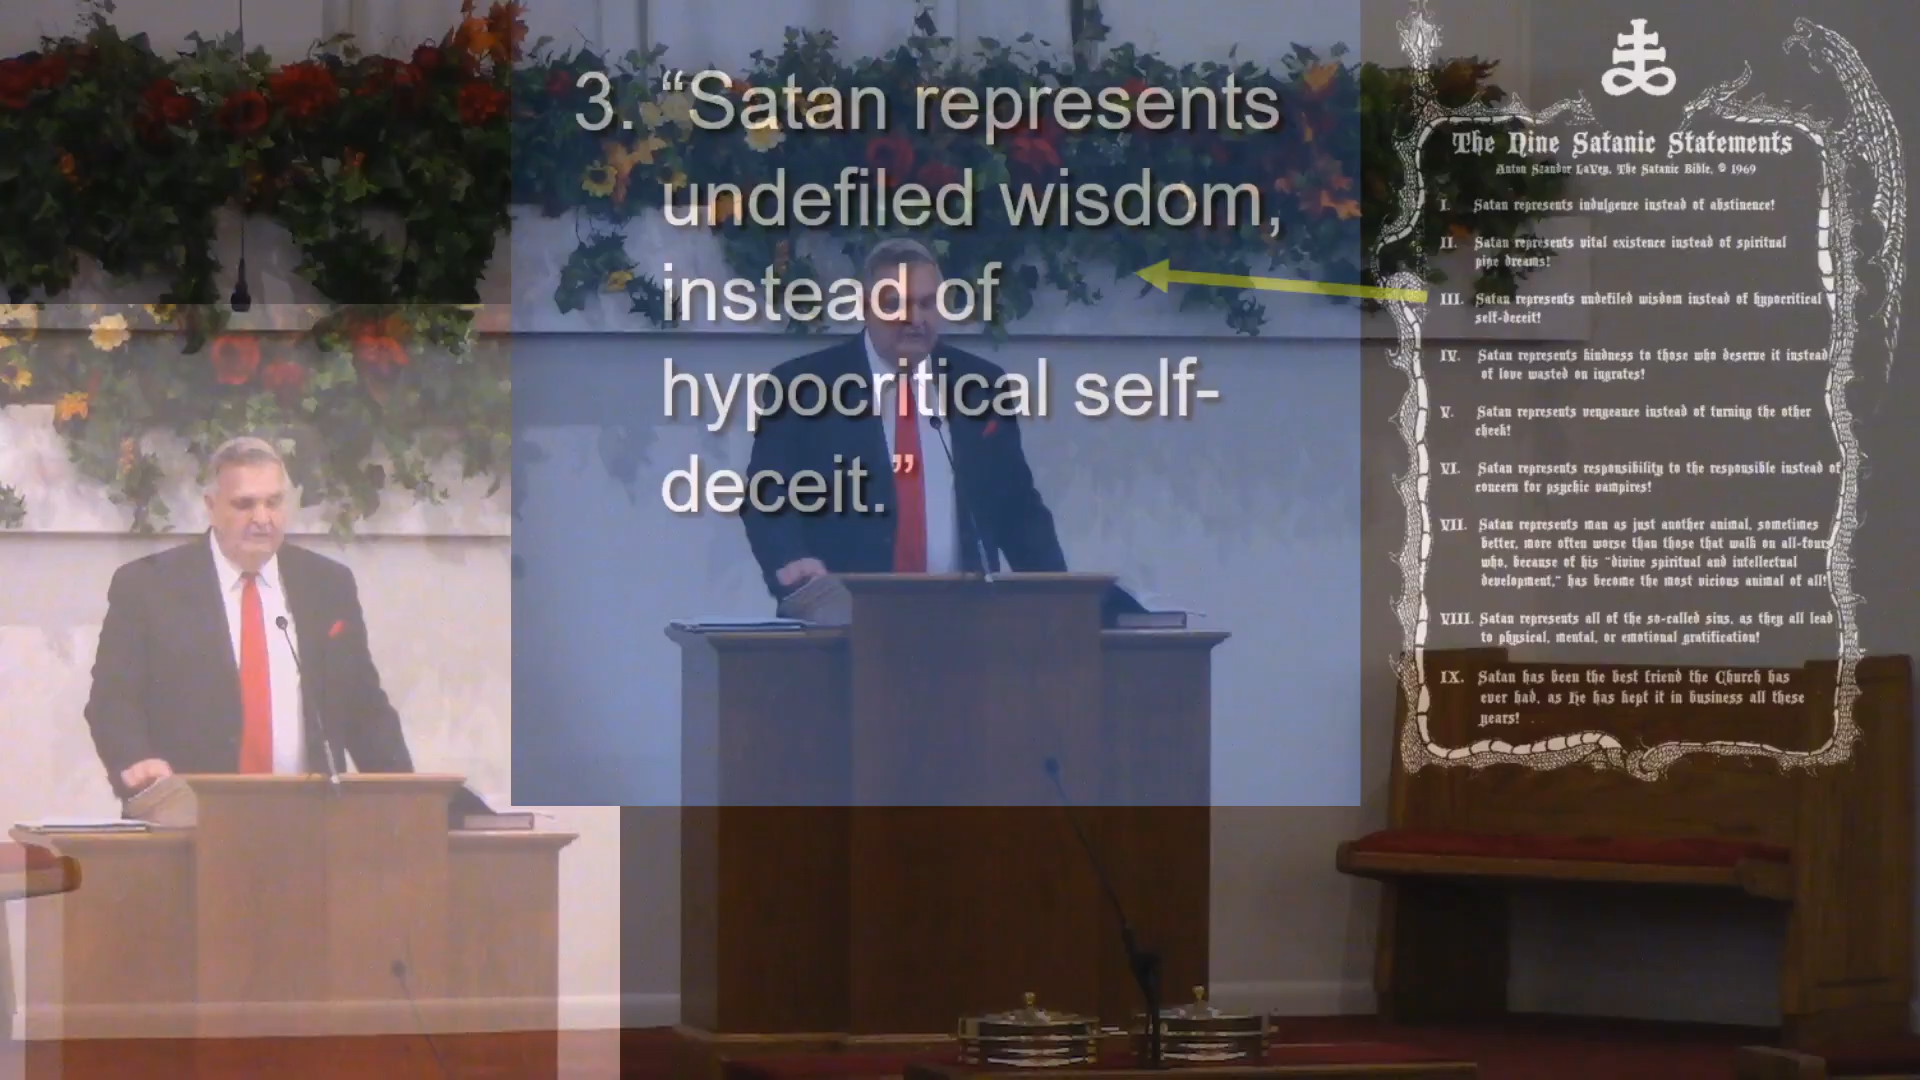 3. “Satan represents
undefiled wisdom,
instead of
hypocritical self-
deceit.”
The Nine Satanic Statements
Anton Szandor LaVey, The Satanic Bible, © 1969
I. Satan represents indulgence instead of abstinence!
II. Satan represents vital existence instead of spiritual
pipe dreams!
III. Satan represents undefiled wisdom instead of hypocritical
self-deceit!
IV. Satan represents kindness to those who deserve it instead
of love wasted on ingrates!
V. Satan represents vengeance instead of turning the other
cheek!
VI. Satan represents responsibility to the responsible instead of
concern for psychic vampires!
VII. Satan represents man as just another animal, sometimes
better, more often worse than those that walk on all-fours,
who, because of his “divine spiritual and intellectual
development,” has become the most vicious animal of all!
VIII. Satan represents all of the so-called sins, as they all lead
to physical, mental, or emotional gratification!
IX. Satan has been the best friend the Church has
ever had, as He has kept it in business all these
years!